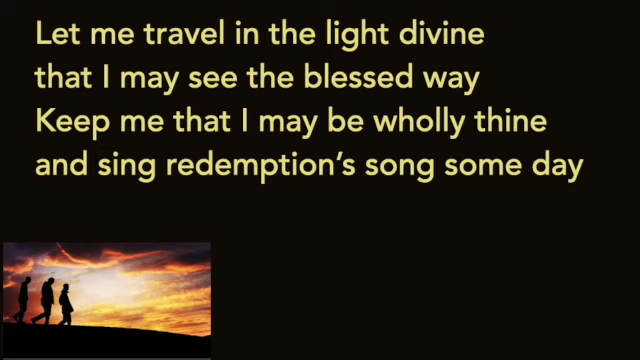 Let me travel in the light divine
that I may see the blessed way
Keep me that I may be wholly thine
and sing redemption’s song some day